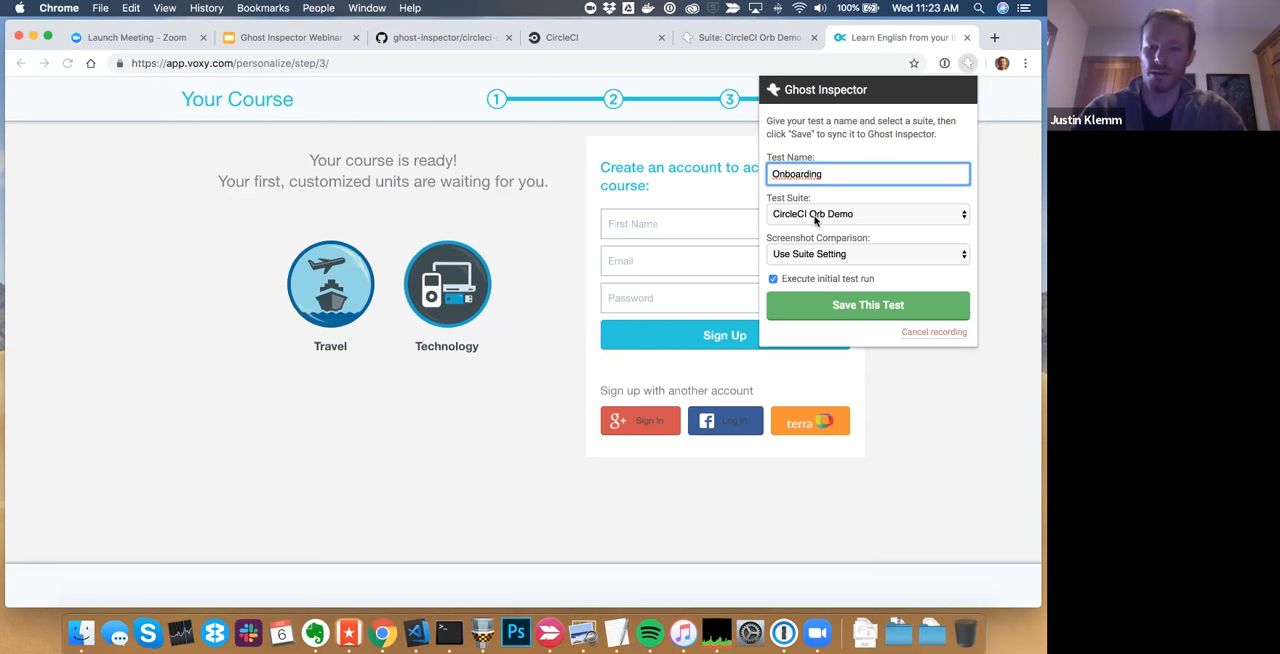 Chrome File Edit View History Bookmarks People Window Help 100% Wed 11:23 AM
Launch Meeting - Zoom
Ghost Inspector Webinar
ghost-inspector/circleci-
CircleCI
Suite: CircleCI Orb Demo
Learn English from your li
https://app.voxy.com/personalize/step/3/
Your Course
1 2 3
Your course is ready!
Your first, customized units are waiting for you.
Travel
Technology
Create an account to ac
course:
First Name
Email
Password
Sign Up
Sign up with another account
g+ Sign In
f Log In
terra
Ghost Inspector
Give your test a name and select a suite, then
click "Save" to sync it to Ghost Inspector.
Test Name:
Onboarding
Test Suite:
CircleCI Orb Demo
Screenshot Comparison:
Use Suite Setting
Execute initial test run
Save This Test
Cancel recording
Justin Klemm
FEB
6
Ps